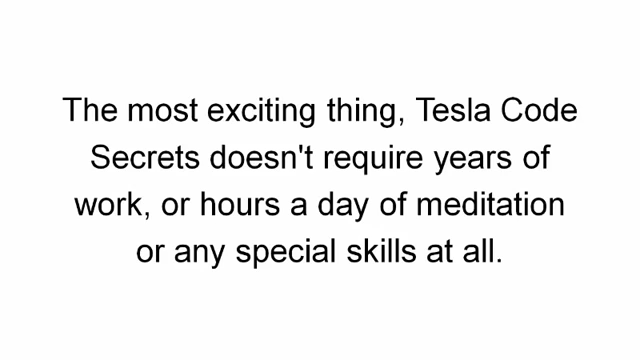 The most exciting thing, Tesla Code
Secrets doesn't require years of
work, or hours a day of meditation
or any special skills at all.